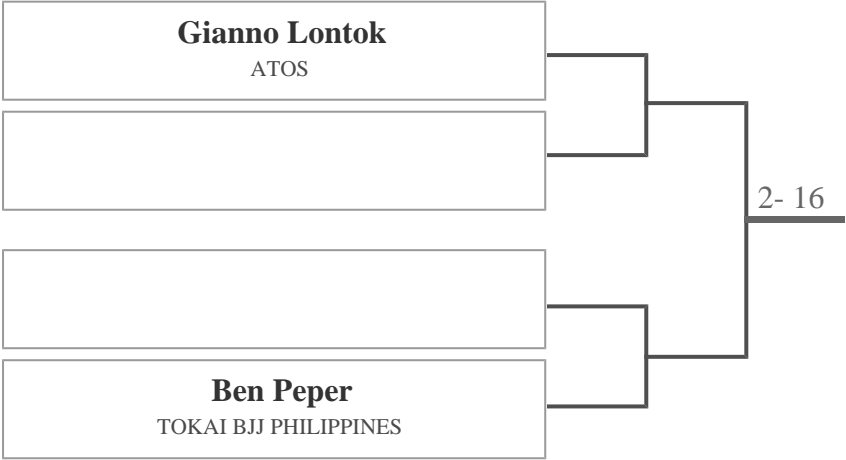 Gianno Lontok
ATOS
2- 16
Ben Peper
TOKAI BJJ PHILIPPINES